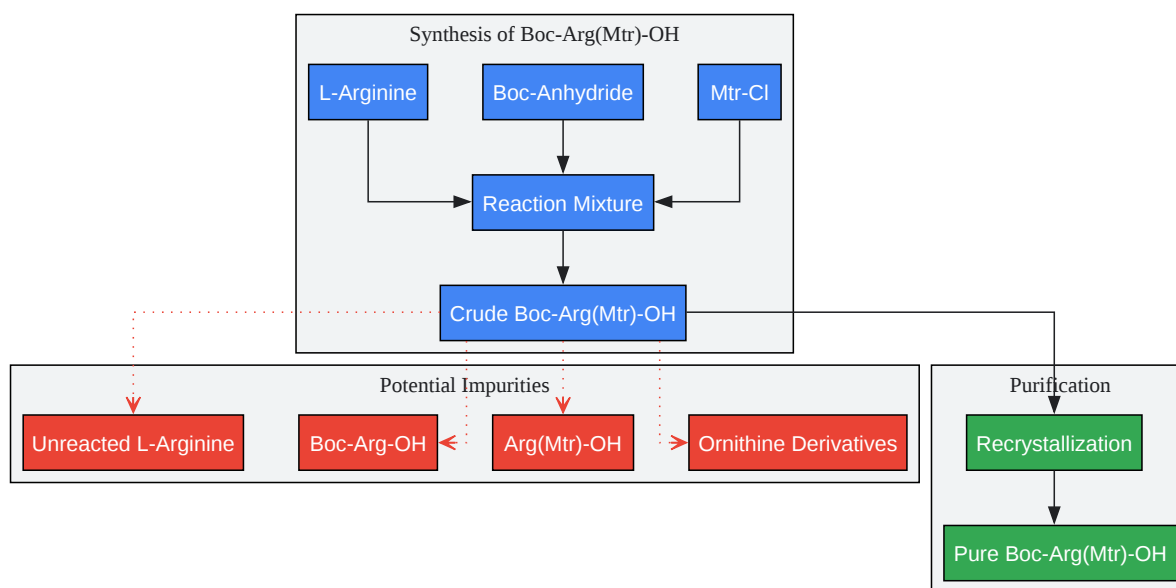 Synthesis of Boc-Arg(Mtr)-OH
L-Arginine
Boc-Anhydride
Mtr-Cl
Reaction Mixture
Crude Boc-Arg(Mtr)-OH
Potential Impurities
Unreacted L-Arginine
Boc-Arg-OH
Arg(Mtr)-OH
Ornithine Derivatives
Purification
Recrystallization
Pure Boc-Arg(Mtr)-OH